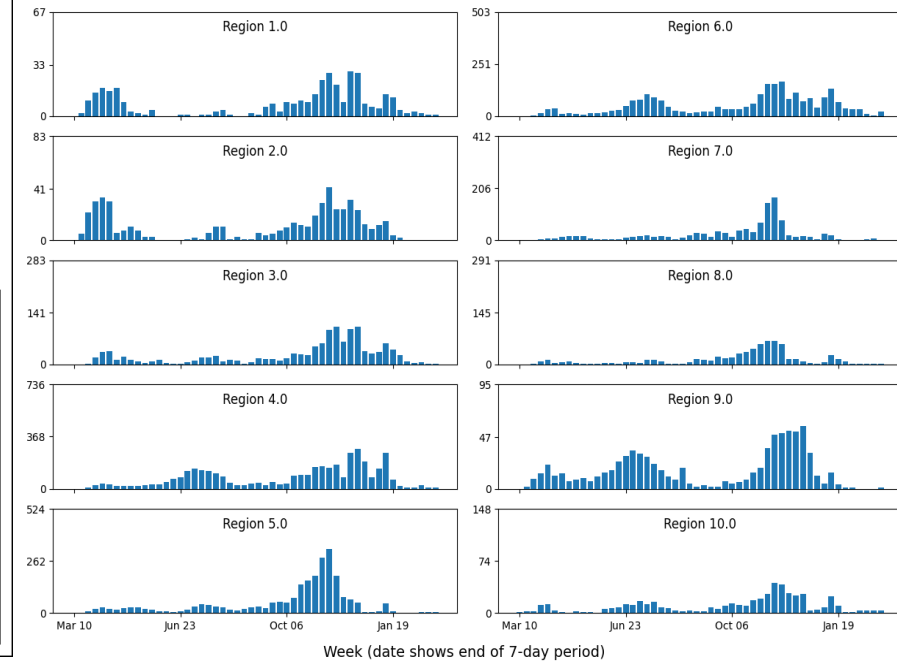 67
33
0
Region 1.0
503
251
0
Region 6.0
83
41
0
Region 2.0
412
206
0
Region 7.0
283
141
0
Region 3.0
291
145
0
Region 8.0
736
368
0
Region 4.0
95
47
0
Region 9.0
524
262
0
Region 5.0
148
74
0
Region 10.0
Mar 10 Jun 23 Oct 06 Jan 19
Mar 10 Jun 23 Oct 06 Jan 19
Week (date shows end of 7-day period)